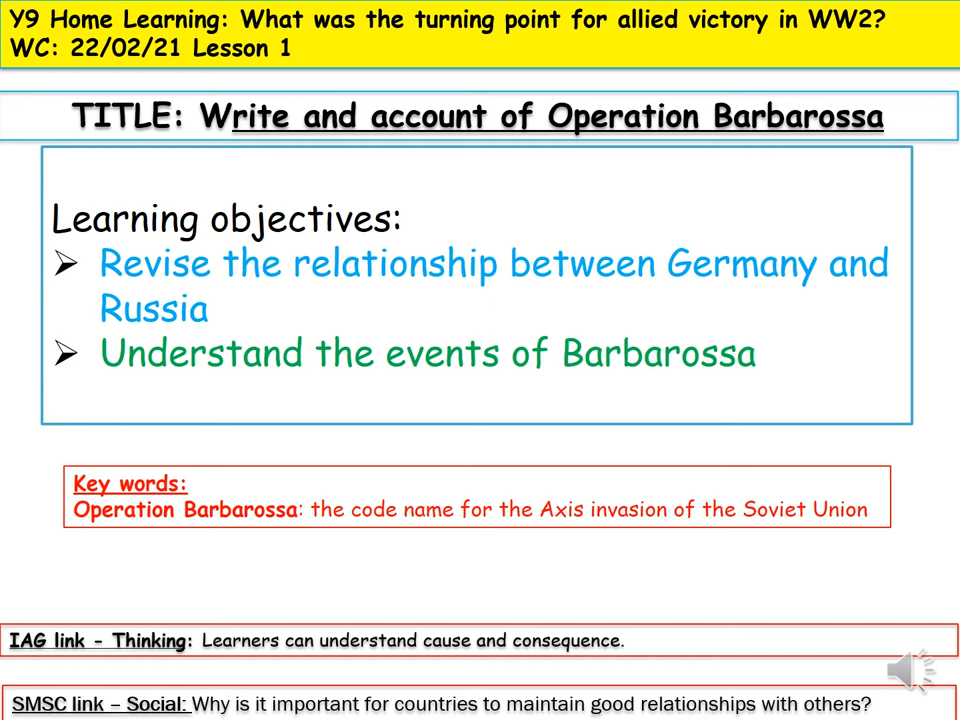 Y9 Home Learning: What was the turning point for allied victory in WW2?
WC: 22/02/21 Lesson 1
TITLE: Write and account of Operation Barbarossa
Learning objectives:
➢ Revise the relationship between Germany and
Russia
➢ Understand the events of Barbarossa
Key words:
Operation Barbarossa: the code name for the Axis invasion of the Soviet Union
IAG link - Thinking: Learners can understand cause and consequence.
SMSC link – Social: Why is it important for countries to maintain good relationships with others?